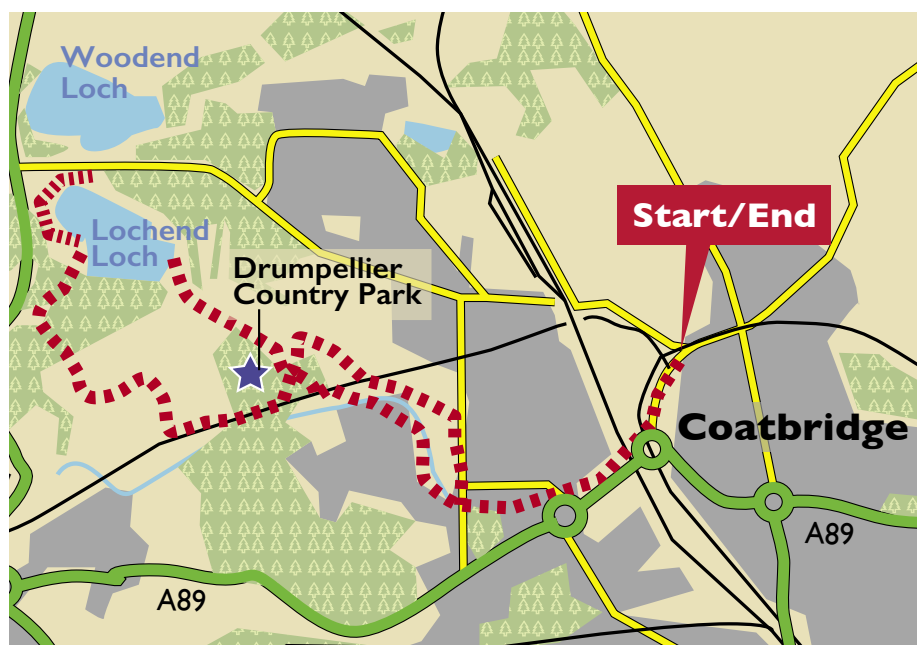 Woodend
Loch
Start/End
Lochend
Loch
Drumpellier
Country Park
Coatbridge
A89
A89